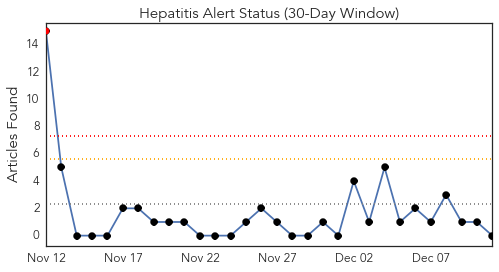 Hepatitis Alert Status (30-Day Window)
Articles Found
14
12
10
8
6
4
2
0
Nov 12
Nov 17
Nov 22
Nov 27
Dec 02
Dec 07